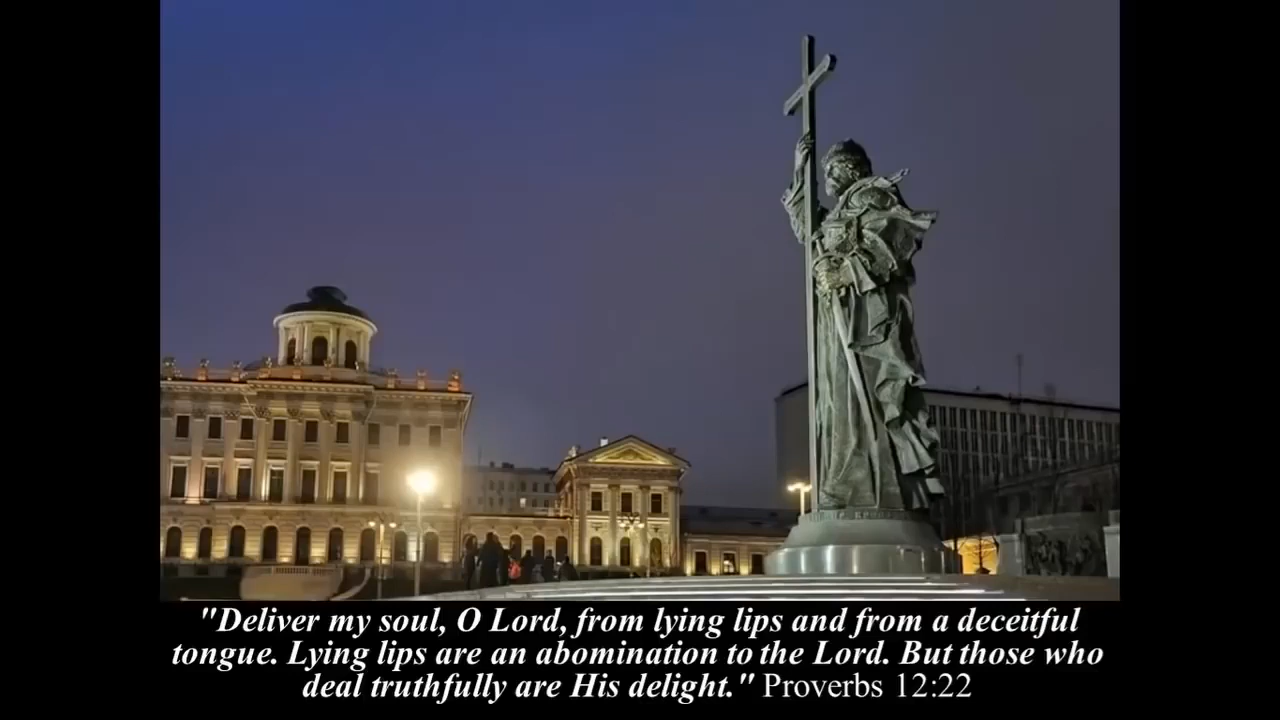 "Deliver my soul, O Lord, from lying lips and from a deceitful
tongue. Lying lips are an abomination to the Lord. But those who
deal truthfully are His delight." Proverbs 12:22